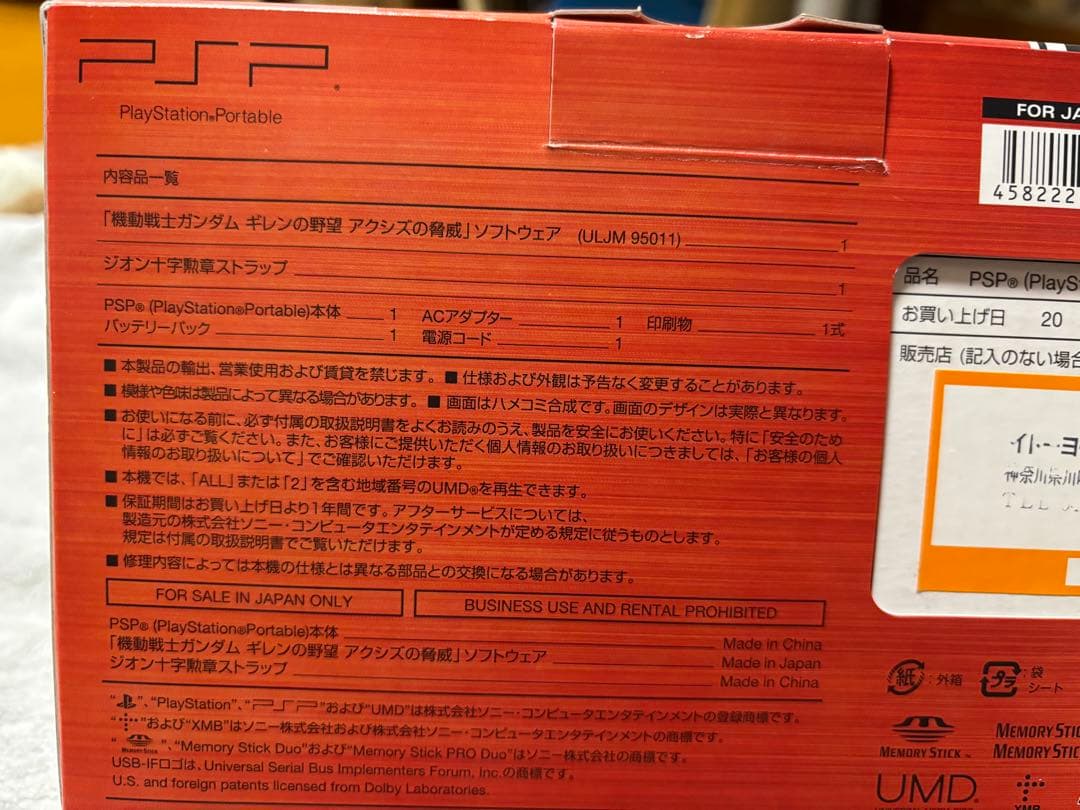 PSP
PlayStation®Portable
内容品一覧
「機動戦士ガンダム ギレンの野望 アクシズの脅威」ソフトウェア (ULJM 95011) 1
ジオン十字勲章ストラップ 1
PSP® (PlayStation®Portable)本体 1 ACアダプター 1 印刷物 1式
バッテリーパック 1 電源コード 1
■ 本製品の輸出、営業使用および賃貸を禁じます。 ■ 仕様および外観は予告なく変更することがあります。
■ 模様や色味は製品によって異なる場合があります。 ■ 画面はハメコミ合成です。画面のデザインは実際と異なります。
■ お使いになる前に、必ず付属の取扱説明書をよくお読みのうえ、製品を安全にお使いください。特に「安全のため
に」は必ずご覧ください。また、お客様にご提供いただく個人情報のお取り扱いにつきましては、「お客様の個人
情報のお取り扱いについて」でご確認いただけます。
■ 本機では、「ALL」または「2」を含む地域番号のUMD®を再生できます。
■ 保証期間はお買い上げ日より1年間です。アフターサービスについては、
製造元の株式会社ソニー・コンピュータエンタテインメントが定める規定に従うものとします。
規定は付属の取扱説明書でご覧いただけます。
■ 修理内容によっては本機の仕様とは異なる部品との交換になる場合があります。
FOR SALE IN JAPAN ONLY BUSINESS USE AND RENTAL PROHIBITED
PSP® (PlayStation®Portable)本体 Made in China
「機動戦士ガンダム ギレンの野望 アクシズの脅威」ソフトウェア Made in Japan
ジオン十字勲章ストラップ Made in China
“ ”、“PlayStation”、“PSP”および“UMD”は株式会社ソニー・コンピュータエンタテインメントの登録商標です。
“ ”および“XMB”はソニー株式会社および株式会社ソニー・コンピュータエンタテインメントの商標です。
“MEMORY STICK”、“Memory Stick Duo”および“Memory Stick PRO Duo”はソニー株式会社の商標です。
USB-IFロゴは、Universal Serial Bus Implementers Forum, Inc.の商標です。
U.S. and foreign patents licensed from Dolby Laboratories.
FOR JA
458222
品名 PSP® (PlayS
お買い上げ日 20
販売店 (記入のない場合
イトーヨ
神奈川県川
紙 : 外箱 プラ : 袋
シート
MEMORY STICK™ MEMORY STIC
MEMORY STIC
UMD®
XMB